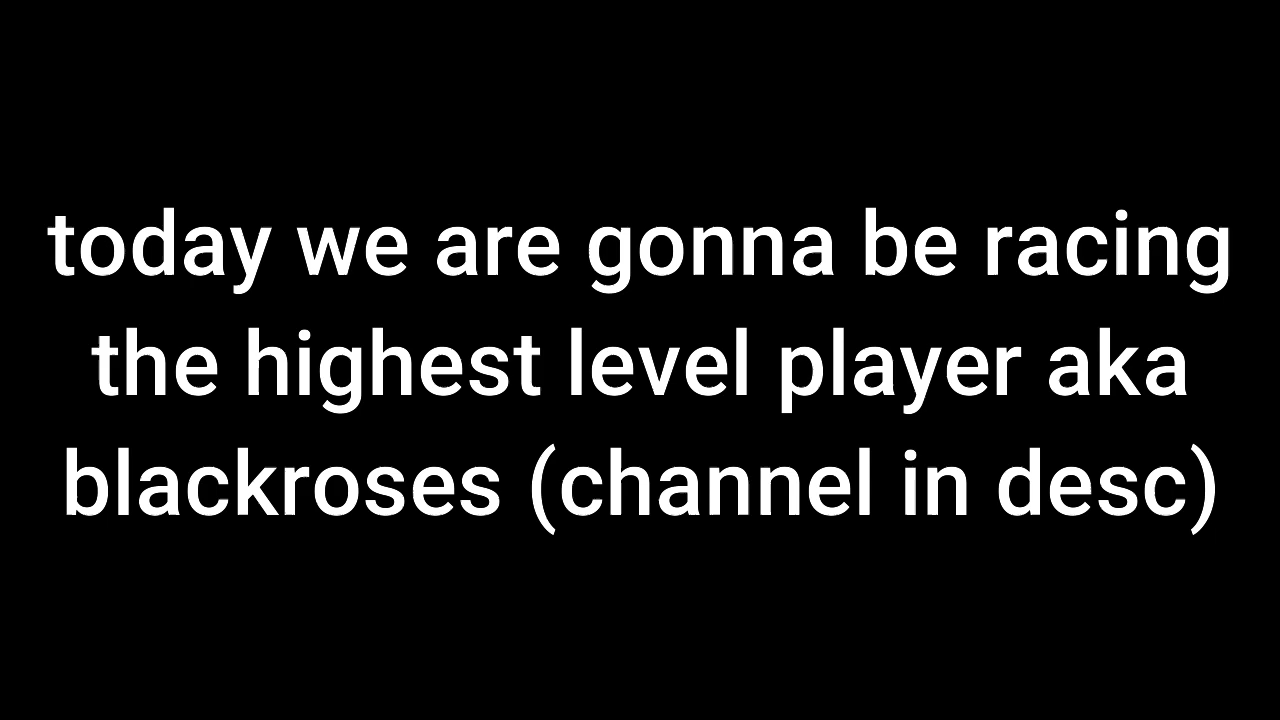 today we are gonna be racing
the highest level player aka
blackroses (channel in desc)